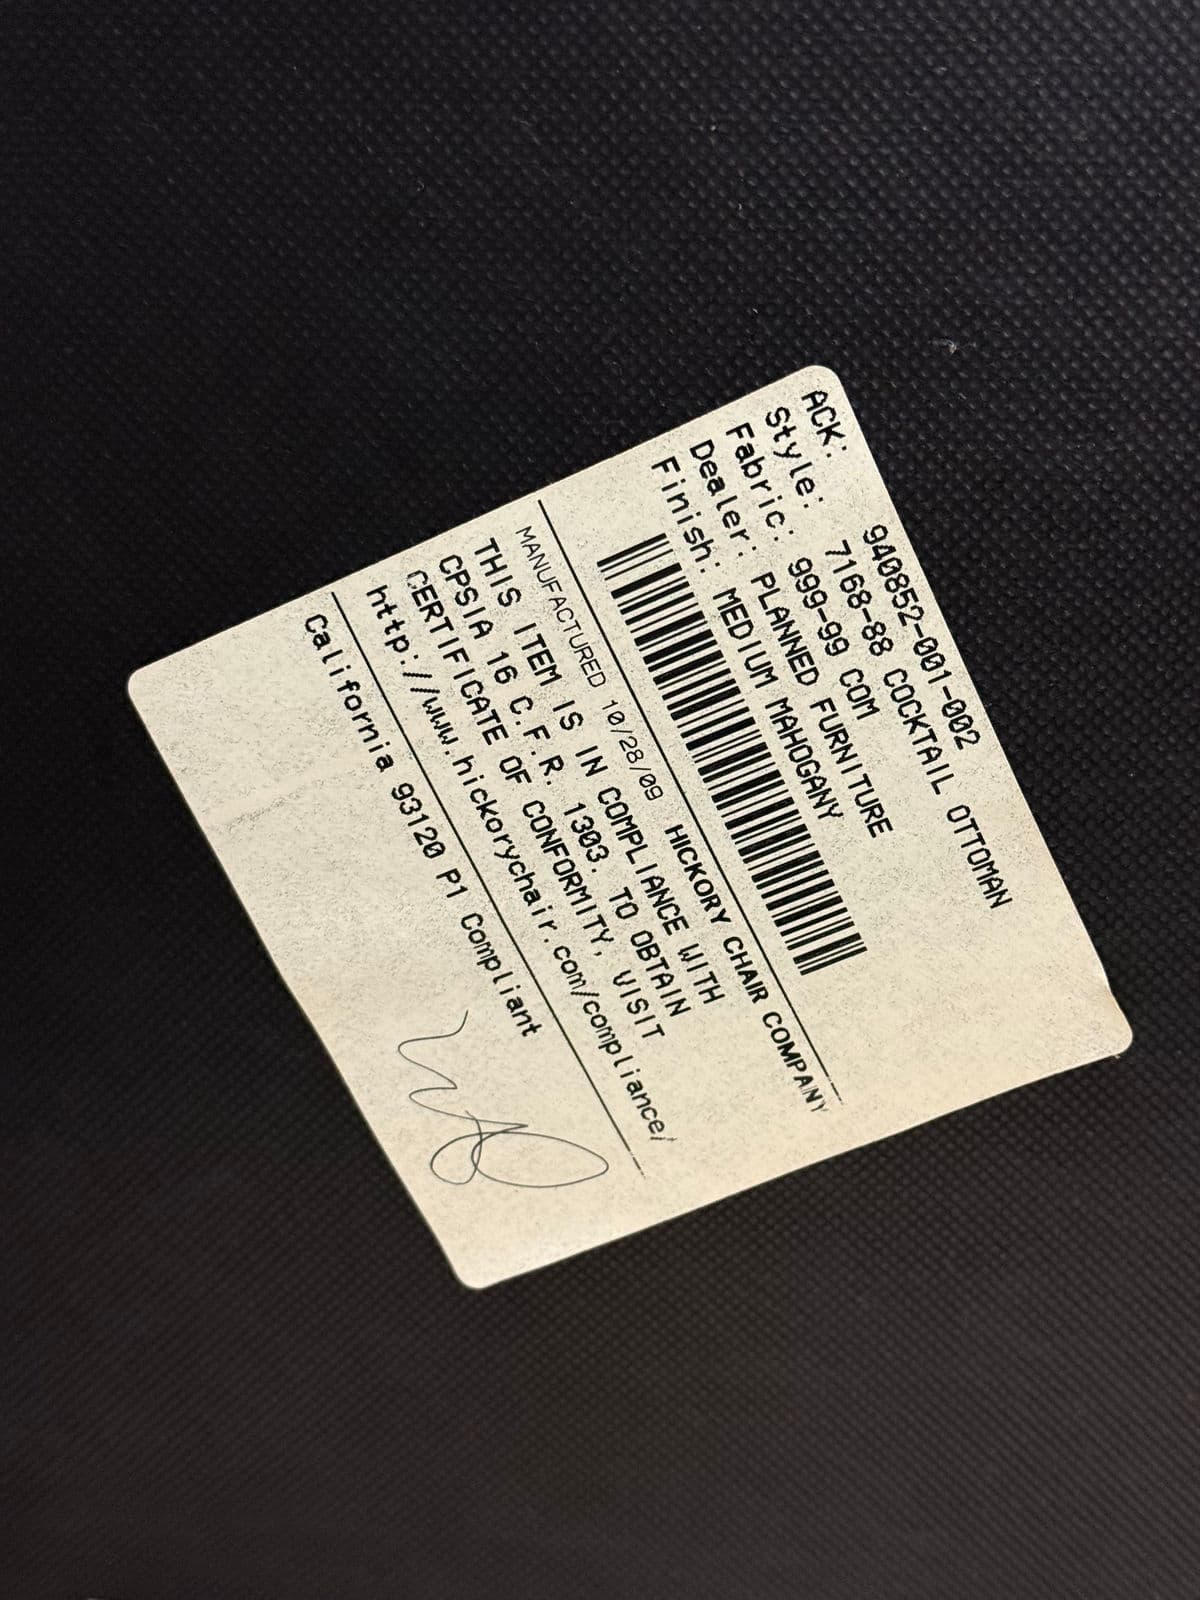 ACK: 940852-001-002
Style: 7168-88 COCKTAIL OTTOMAN
Fabric: 999-99 COM
Dealer: PLANNED FURNITURE
Finish: MEDIUM MAHOGANY
MANUFACTURED 10/28/09 HICKORY CHAIR COMPANY
THIS ITEM IS IN COMPLIANCE WITH
CPSIA 16 C.F.R. 1303. TO OBTAIN
CERTIFICATE OF CONFORMITY, VISIT
http://www.hickorychair.com/compliance/
California 93120 P1 Compliant